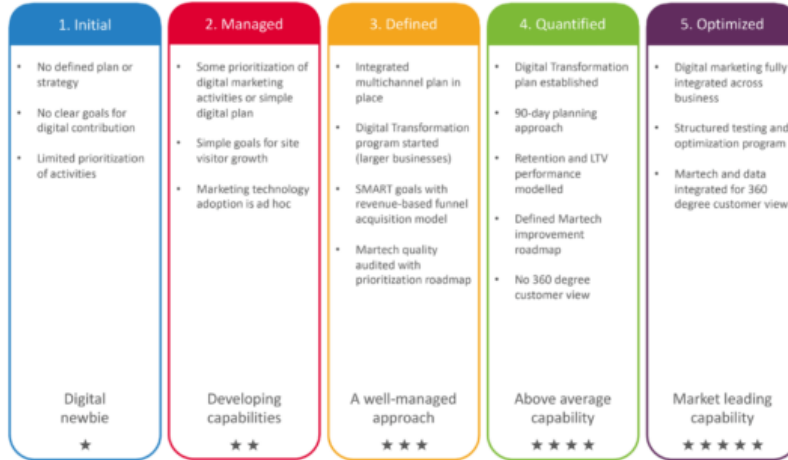 1. Initial
• No defined plan or
strategy
• No clear goals for
digital contribution
• Limited prioritization
of activities
Digital
newbie
★
2. Managed
• Some prioritization of
digital marketing
activities or simple
digital plan
• Simple goals for site
visitor growth
• Marketing technology
adoption is ad hoc
Developing
capabilities
★ ★
3. Defined
• Integrated
multichannel plan in
place
• Digital Transformation
program started
(larger businesses)
• SMART goals with
revenue-based funnel
acquisition model
• Martech quality
audited with
prioritization roadmap
A well-managed
approach
★ ★ ★
4. Quantified
• Digital Transformation
plan established
• 90-day planning
approach
• Retention and LTV
performance
modelled
• Defined Martech
improvement
roadmap
• No 360 degree
customer view
Above average
capability
★ ★ ★ ★
5. Optimized
• Digital marketing fully
integrated across
business
• Structured testing and
optimization program
• Martech and data
integrated for 360
degree customer view
Market leading
capability
★ ★ ★ ★ ★